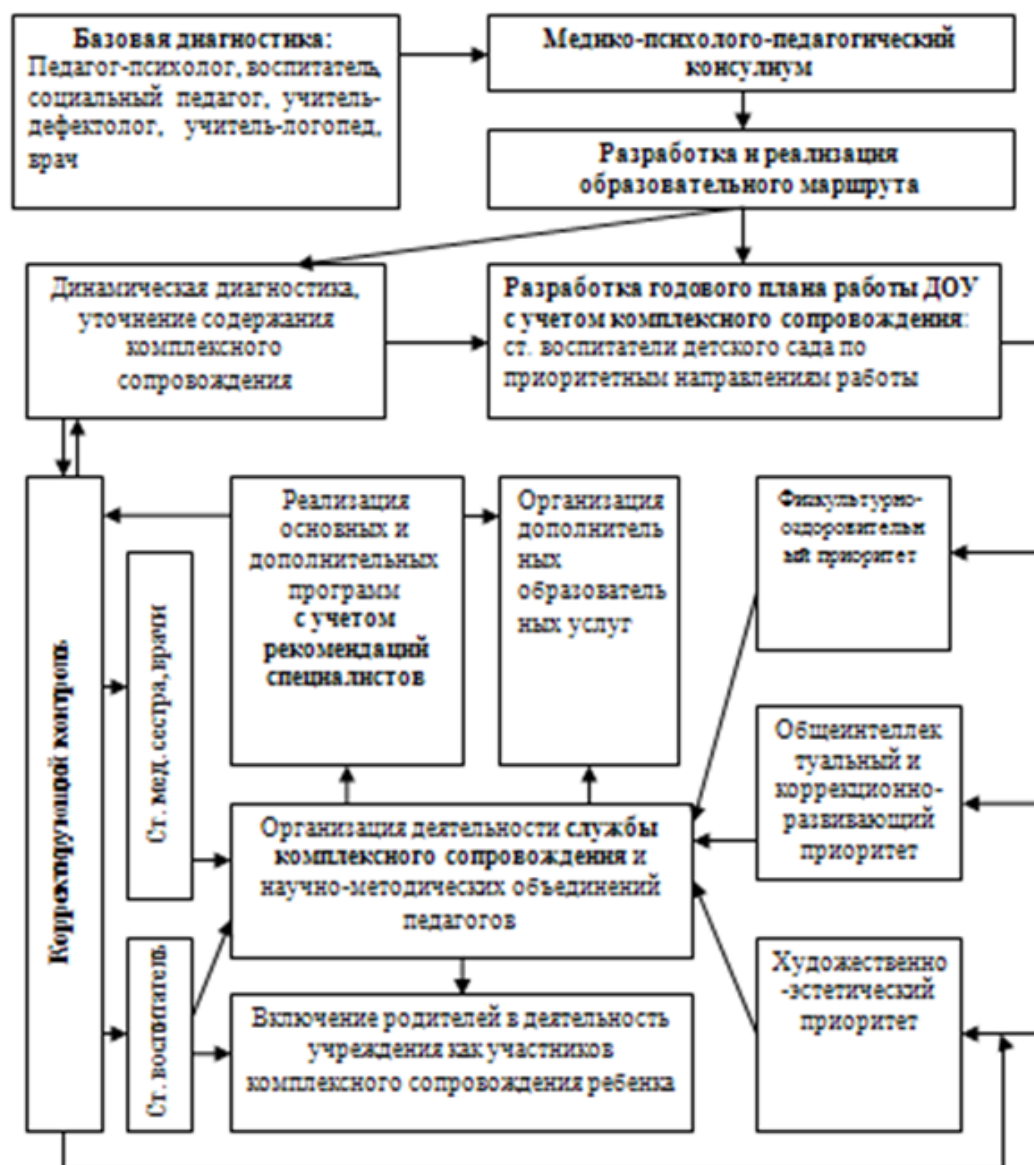 Базовая диагностика:
Педагог-психолог, воспитатель,
социальный педагог, учитель-
дефектолог, учитель-логопед,
врач
Медико-психолого-педагогический
консулиум
Разработка и реализация
образовательного маршрута
Динамическая диагностика,
уточнение содержания
комплексного
сопровождения
Разработка годового плана работы ДОУ
с учетом комплексного сопровождения:
ст. воспитатели детского сада по
приоритетным направлениям работы
Корректирующий контроль
Ст. мед. сестра, врачи
Ст. воспитатель
Реализация
основных и
дополнительных
программ
с учетом
рекомендаций
специалистов
Организация
дополнитель
ных
образователь
ных услуг
Физкультурно-
оздоровительн
ый приоритет
Общеинтеллек
туальный и
коррекционно-
развивающий
приоритет
Организация деятельности службы
комплексного сопровождения и
научно-методических объединений
педагогов
Художественно
-эстетический
приоритет
Включение родителей в деятельность
учреждения как участников
комплексного сопровождения ребенка